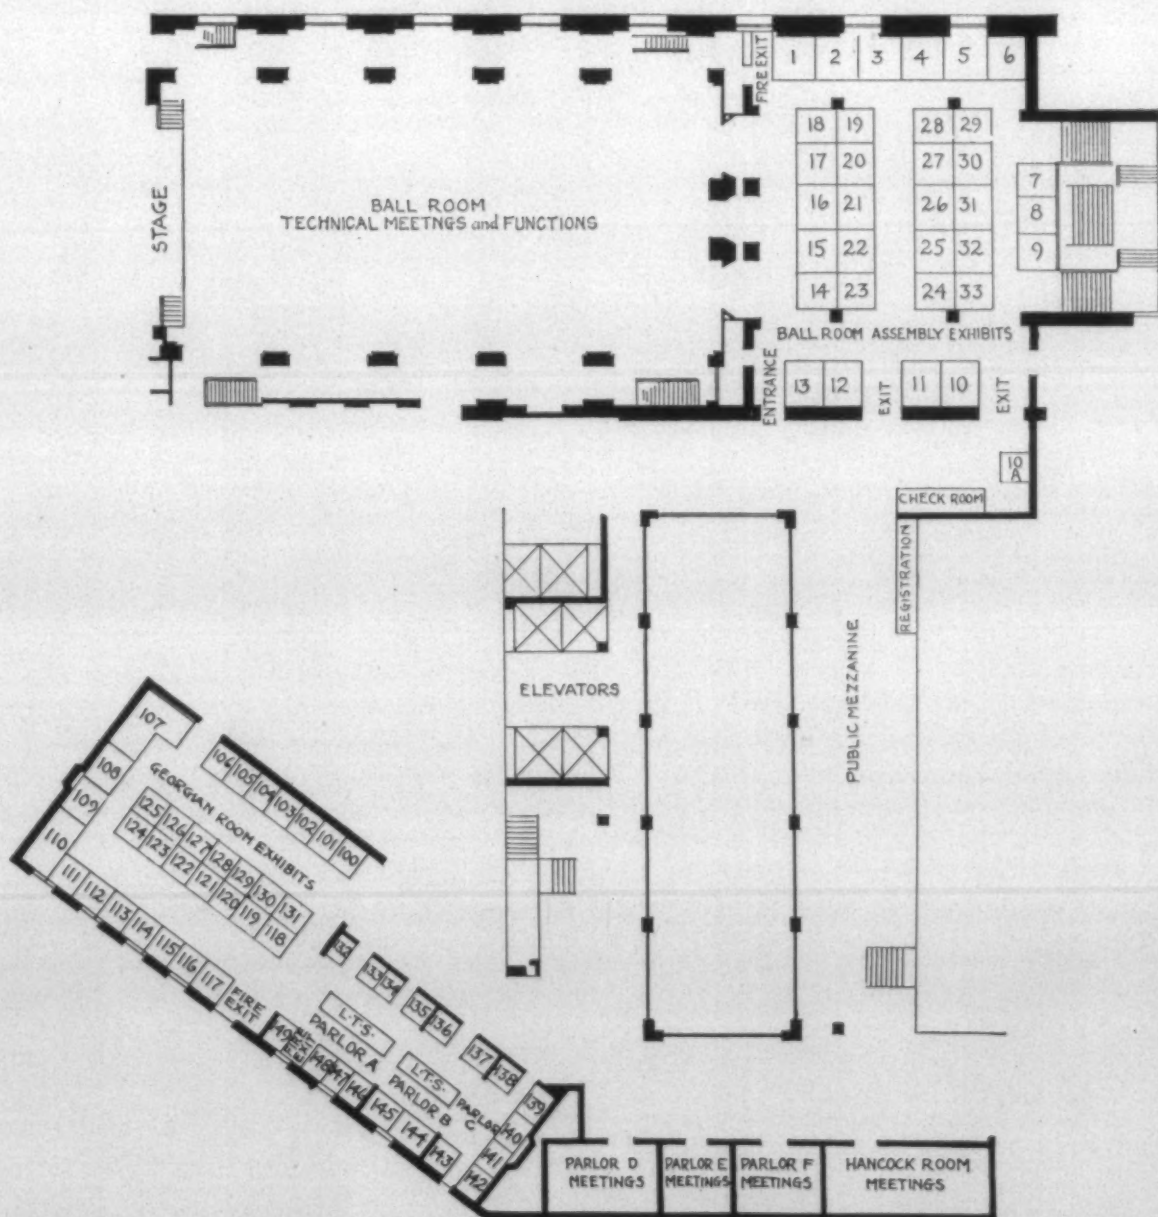 FIRE EXIT
1 2 3 4 5 6
18 19 28 29
17 20 27 30
16 21 26 31
15 22 25 32
14 23 24 33
7
8
9
STAGE
BALL ROOM
TECHNICAL MEETNGS and FUNCTIONS
BALL ROOM ASSEMBLY EXHIBITS
ENTRANCE
13 12
EXIT
11 10
EXIT
10
A
CHECK ROOM
REGISTRATION
PUBLIC MEZZANINE
ELEVATORS
107
108
109
110
106 105 104 103 102 101 100
GEORGIAN ROOM EXHIBITS
125 126 127 128 129 130 131
124 123 122 121 120 119 118
111 112 113 114 115 116 117
FIRE
EXIT
132
133 134
135 136
137 138
L.T.S.
PARLOR A
L.T.S.
PARLOR B
PARLOR
C
139
140
141
142
149
148 147 146 145 144 143
PARLOR D
MEETINGS
PARLOR E
MEETINGS
PARLOR F
MEETINGS
HANCOCK ROOM
MEETINGS